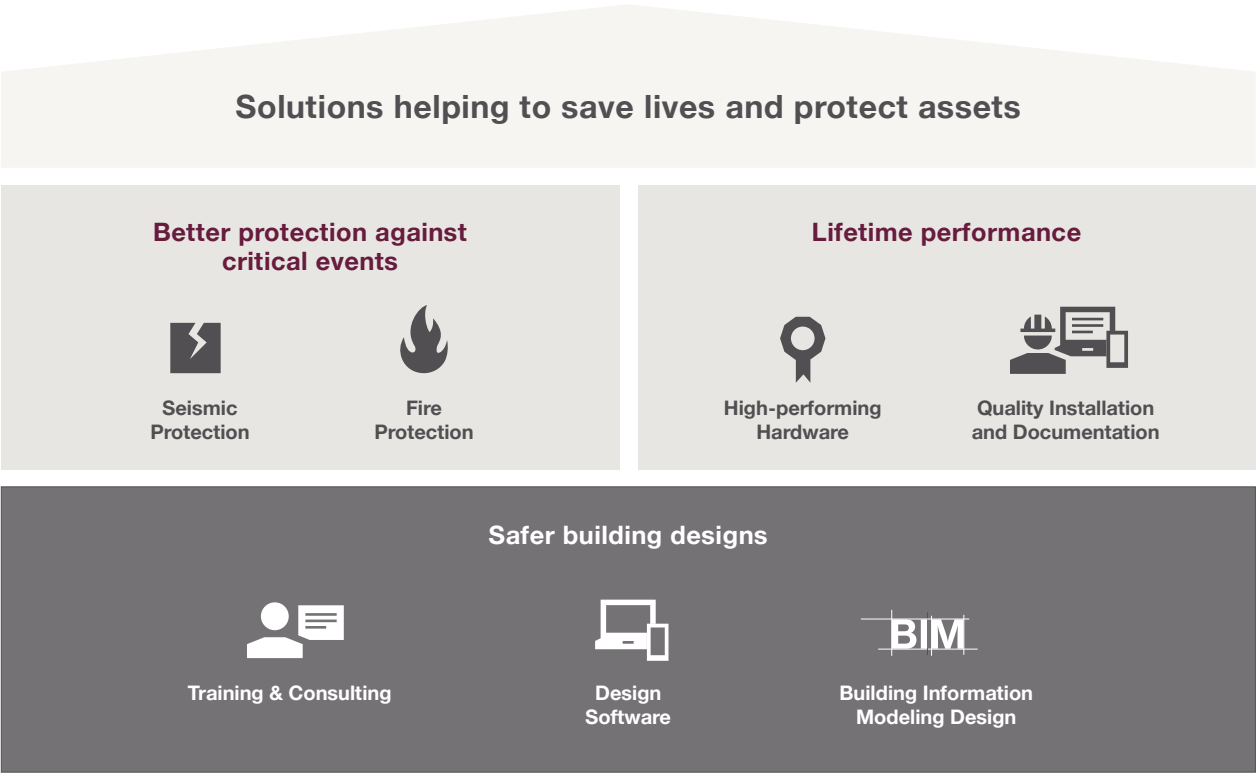 Solutions helping to save lives and protect assets
Better protection against
critical events
Seismic
Protection
Fire
Protection
Lifetime performance
High-performing
Hardware
Quality Installation
and Documentation
Safer building designs
Training & Consulting
Design
Software
BIM
Building Information
Modeling Design